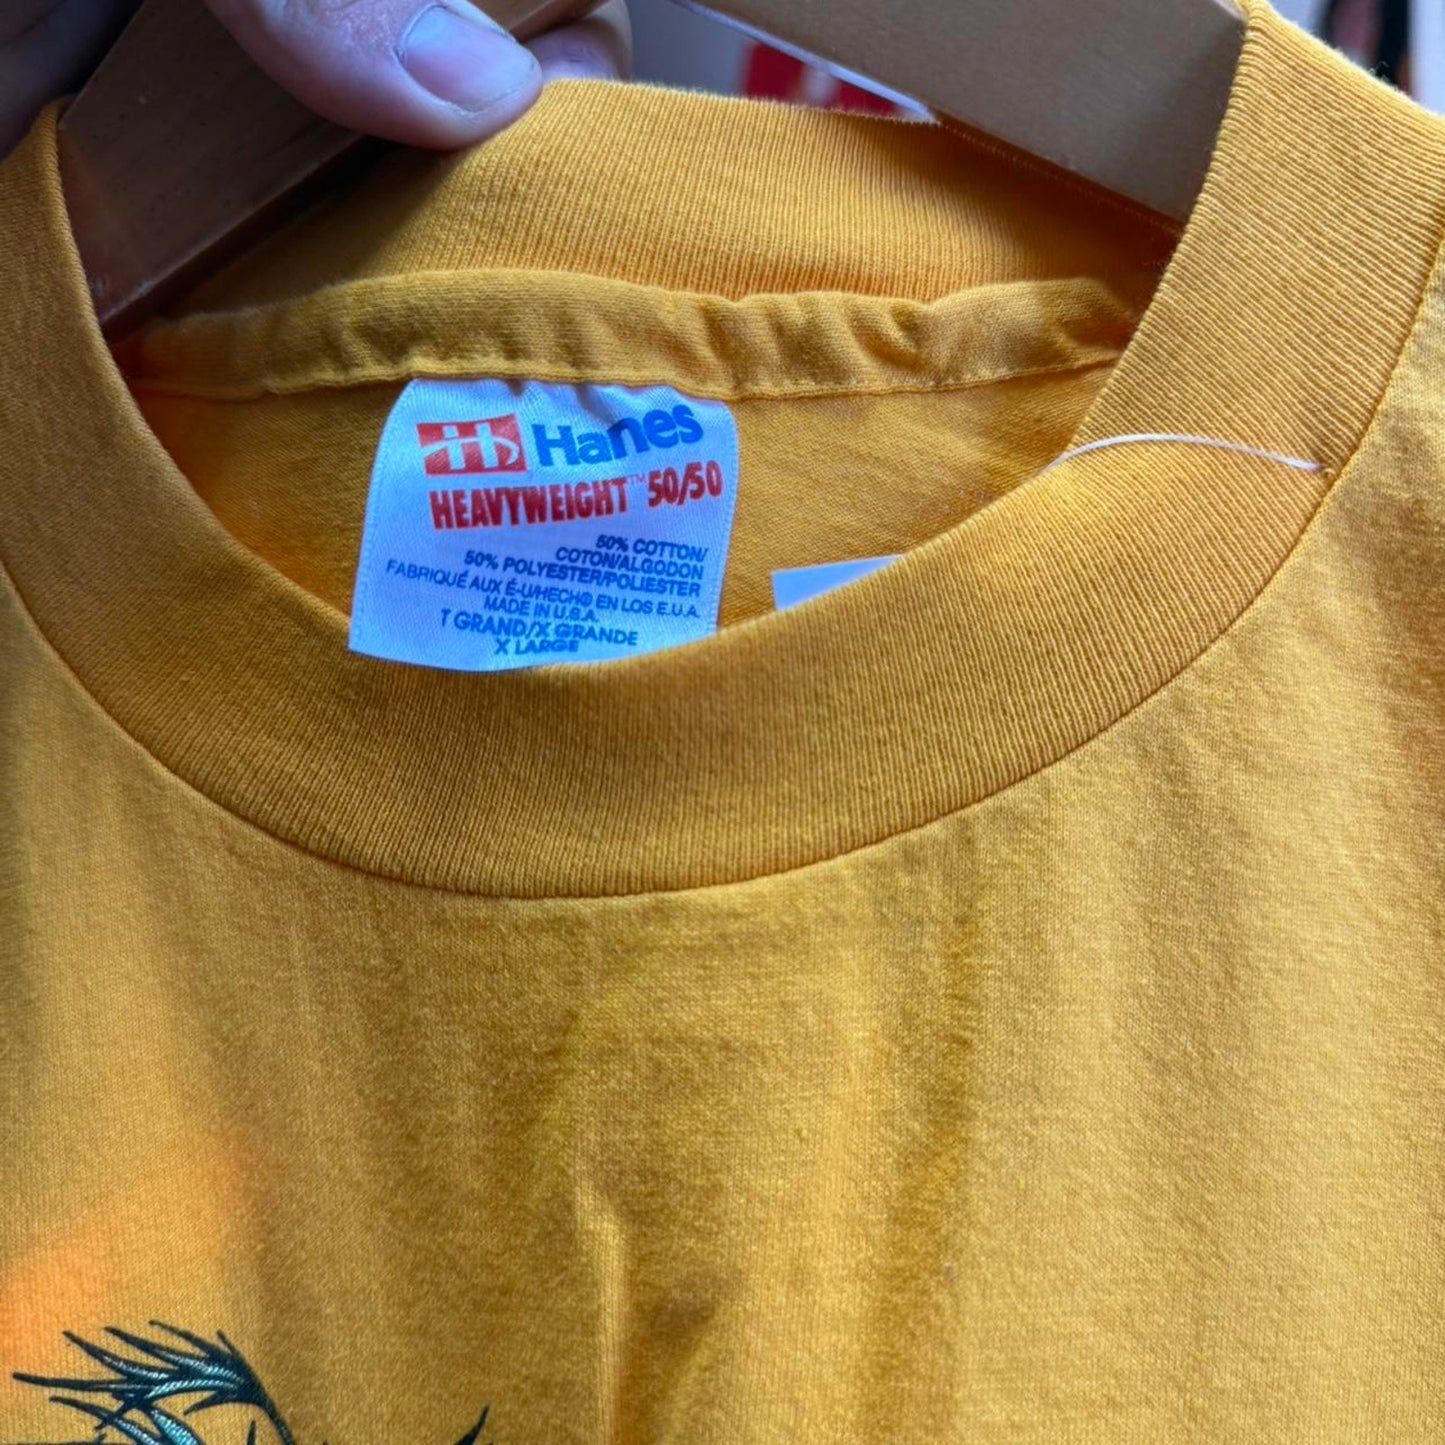 Hanes
HEAVYWEIGHT™ 50/50
50% COTTON/
COTON/ALGODON
50% POLYESTER/POLIESTER
FABRIQUÉ AUX É-U/HECHO EN LOS E.U.A.
MADE IN U.S.A.
T GRAND/X GRANDE
X LARGE